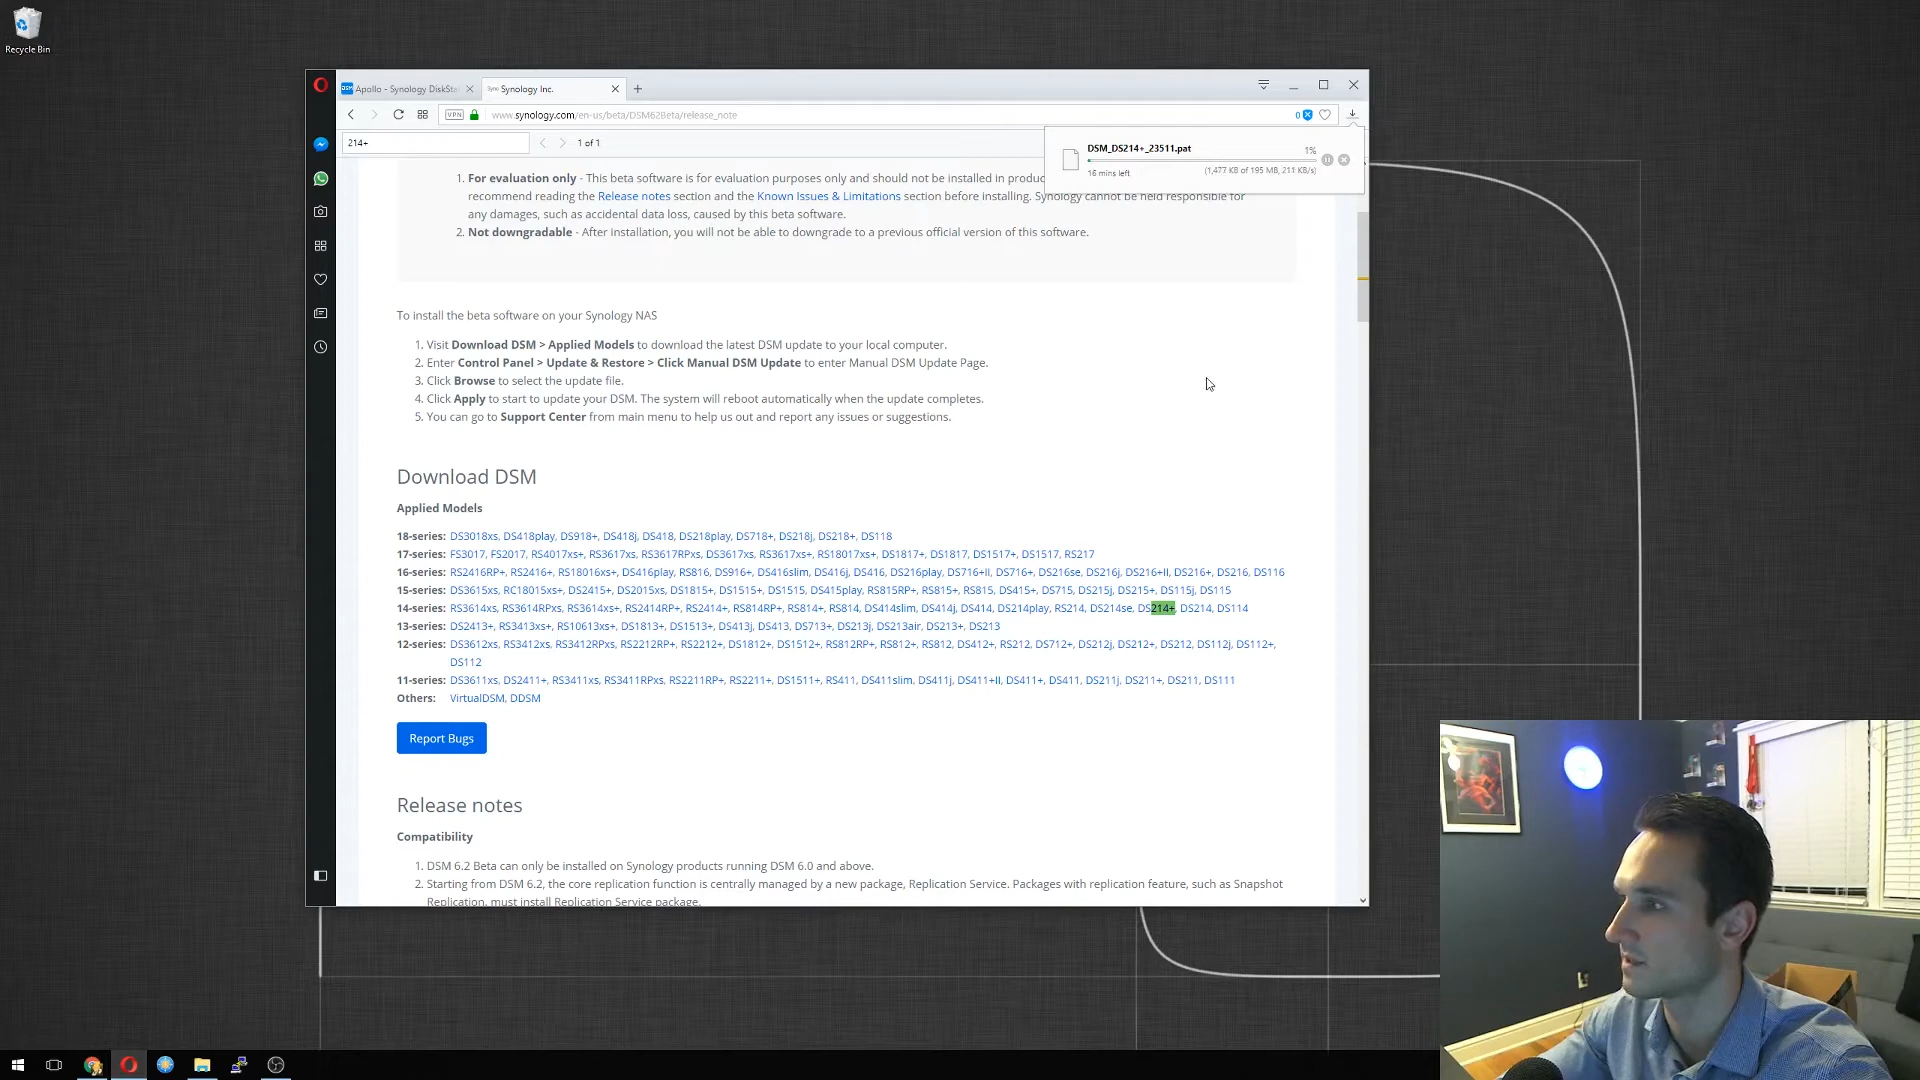 Recycle Bin
DSM Apollo - Synology DiskSta
Syno Synology Inc.
VPN
www.synology.com/en-us/beta/DSM62Beta/release_note
0
214+
1 of 1
DSM_DS214+_23511.pat
1%
16 mins left
(1,477 KB of 195 MB, 211 KB/s)
1. For evaluation only - This beta software is for evaluation purposes only and should not be installed in produc
recommend reading the Release notes section and the Known Issues & Limitations section before installing. Synology cannot be held responsible for
any damages, such as accidental data loss, caused by this beta software.
2. Not downgradable - After installation, you will not be able to downgrade to a previous official version of this software.
To install the beta software on your Synology NAS
1. Visit Download DSM > Applied Models to download the latest DSM update to your local computer.
2. Enter Control Panel > Update & Restore > Click Manual DSM Update to enter Manual DSM Update Page.
3. Click Browse to select the update file.
4. Click Apply to start to update your DSM. The system will reboot automatically when the update completes.
5. You can go to Support Center from main menu to help us out and report any issues or suggestions.
Download DSM
Applied Models
18-series: DS3018xs, DS418play, DS918+, DS418j, DS418, DS218play, DS718+, DS218j, DS218+, DS118
17-series: FS3017, FS2017, RS4017xs+, RS3617xs, RS3617RPxs, DS3617xs, RS3617xs+, RS18017xs+, DS1817+, DS1817, DS1517+, DS1517, RS217
16-series: RS2416RP+, RS2416+, RS18016xs+, DS416play, RS816, DS916+, DS416slim, DS416j, DS416, DS216play, DS716+II, DS716+, DS216se, DS216j, DS216+II, DS216+, DS216, DS116
15-series: DS3615xs, RC18015xs+, DS2415+, DS2015xs, DS1815+, DS1515+, DS1515, DS415play, RS815RP+, RS815+, RS815, DS415+, DS715, DS215j, DS215+, DS115j, DS115
14-series: RS3614xs, RS3614RPxs, RS3614xs+, RS2414RP+, RS2414+, RS814RP+, RS814+, RS814, DS414slim, DS414j, DS414, DS214play, RS214, DS214se, DS214+, DS214, DS114
13-series: DS2413+, RS3413xs+, RS10613xs+, DS1813+, DS1513+, DS413j, DS413, DS713+, DS213j, DS213air, DS213+, DS213
12-series: DS3612xs, RS3412xs, RS3412RPxs, RS2212RP+, RS2212+, DS1812+, DS1512+, RS812RP+, RS812+, RS812, DS412+, RS212, DS712+, DS212j, DS212+, DS212, DS112j, DS112+,
DS112
11-series: DS3611xs, DS2411+, RS3411xs, RS3411RPxs, RS2211RP+, RS2211+, DS1511+, RS411, DS411slim, DS411j, DS411+II, DS411+, DS411, DS211j, DS211+, DS211, DS111
Others: VirtualDSM, DDSM
Report Bugs
Release notes
Compatibility
1. DSM 6.2 Beta can only be installed on Synology products running DSM 6.0 and above.
2. Starting from DSM 6.2, the core replication function is centrally managed by a new package, Replication Service. Packages with replication feature, such as Snapshot
Replication, must install Replication Service package.